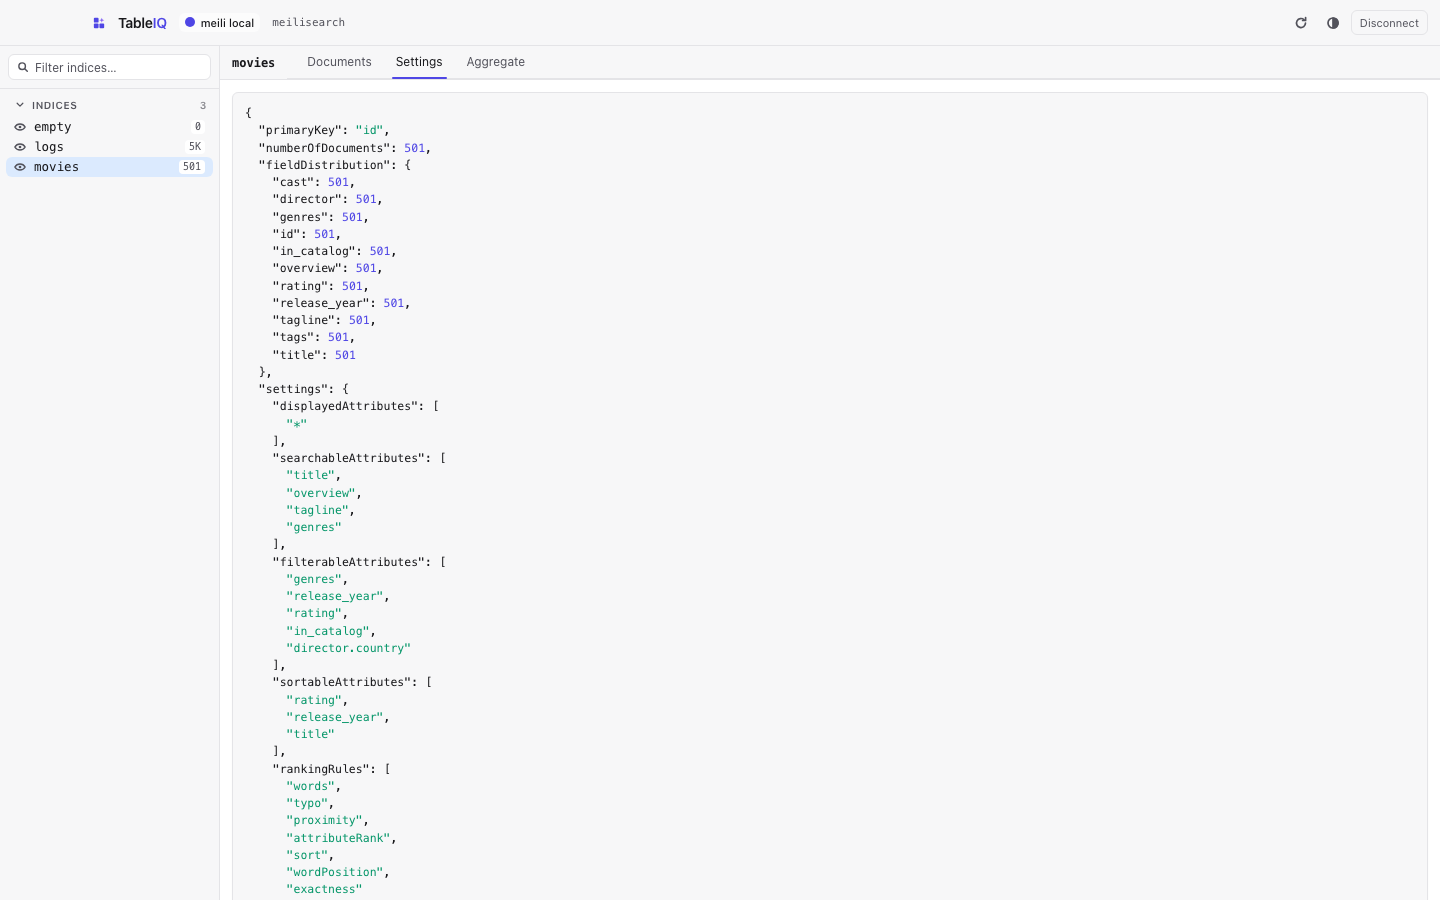 TableIQ meili local meilisearch Disconnect
Filter indices...
INDICES 3
empty 0
logs 5K
movies 501
movies Documents Settings Aggregate
{
  "primaryKey": "id",
  "numberOfDocuments": 501,
  "fieldDistribution": {
    "cast": 501,
    "director": 501,
    "genres": 501,
    "id": 501,
    "in_catalog": 501,
    "overview": 501,
    "rating": 501,
    "release_year": 501,
    "tagline": 501,
    "tags": 501,
    "title": 501
  },
  "settings": {
    "displayedAttributes": [
      "*"
    ],
    "searchableAttributes": [
      "title",
      "overview",
      "tagline",
      "genres"
    ],
    "filterableAttributes": [
      "genres",
      "release_year",
      "rating",
      "in_catalog",
      "director.country"
    ],
    "sortableAttributes": [
      "rating",
      "release_year",
      "title"
    ],
    "rankingRules": [
      "words",
      "typo",
      "proximity",
      "attributeRank",
      "sort",
      "wordPosition",
      "exactness"